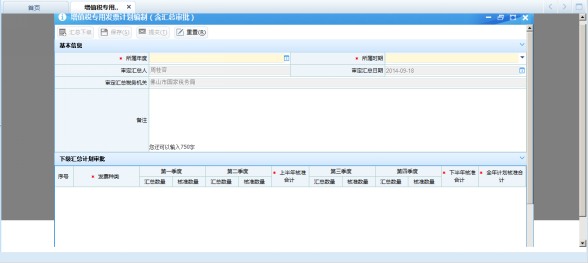 首页 增值税专用.. ×
增值税专用发票计划编制（含汇总审批）
汇总下级 保存(S) 提末(T) 重置(R)
基本信息
* 所属年度 * 所属时期
审定汇总人 周桂容 审定汇总日期 2014-09-18
审定汇总税务机关 佛山市国家税务局
备注
您还可以输入750字
下级汇总计划审批
序号 * 发票种类 第一季度 第二季度 * 上半年核准合计 第三季度 第四季度 * 下半年核准合计 * 全年计划核准合计
汇总数量 核准数量 汇总数量 核准数量 汇总数量 核准数量 汇总数量 核准数量